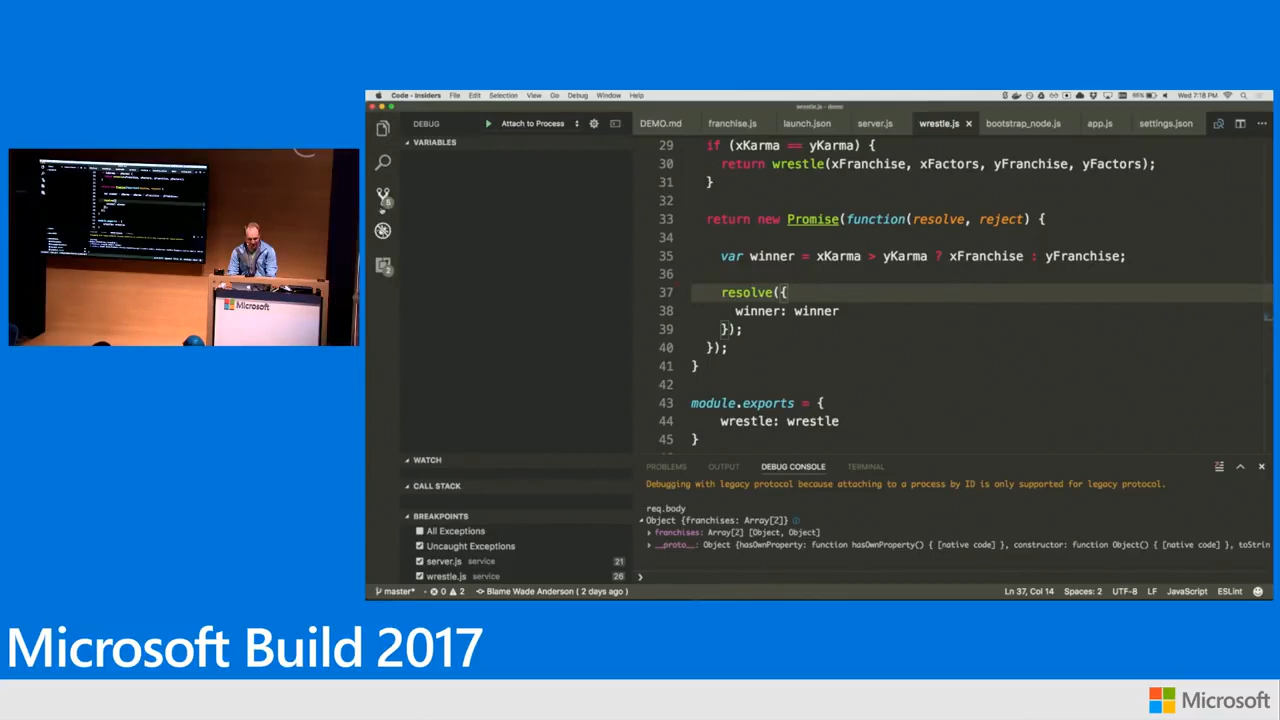 Code - Insiders File Edit Selection View Go Debug Window Help
Wed 7:18 PM
wrestle.js — demo
DEBUG Attach to Process
DEMO.md franchise.js launch.json server.js wrestle.js bootstrap_node.js app.js settings.json
VARIABLES
29 if (xKarma == yKarma) {
30 return wrestle(xFranchise, xFactors, yFranchise, yFactors);
31 }
32
33 return new Promise(function(resolve, reject) {
34
35 var winner = xKarma > yKarma ? xFranchise : yFranchise;
36
37 resolve({
38 winner: winner
39 });
40 });
41 }
42
43 module.exports = {
44 wrestle: wrestle
45 }
WATCH
CALL STACK
BREAKPOINTS
All Exceptions
Uncaught Exceptions
server.js service 21
wrestle.js service 26
5
2
PROBLEMS OUTPUT DEBUG CONSOLE TERMINAL
Debugging with legacy protocol because attaching to a process by ID is only supported for legacy protocol.
req.body
Object {franchises: Array[2]}
franchises: Array[2] [Object, Object]
__proto__: Object {hasOwnProperty: function hasOwnProperty() { [native code] }, constructor: function Object() { [native code] }, toStrin
master* 0 2 Blame Wade Anderson ( 2 days ago ) Ln 37, Col 14 Spaces: 2 UTF-8 LF JavaScript ESLint
Microsoft
Microsoft Build 2017
Microsoft